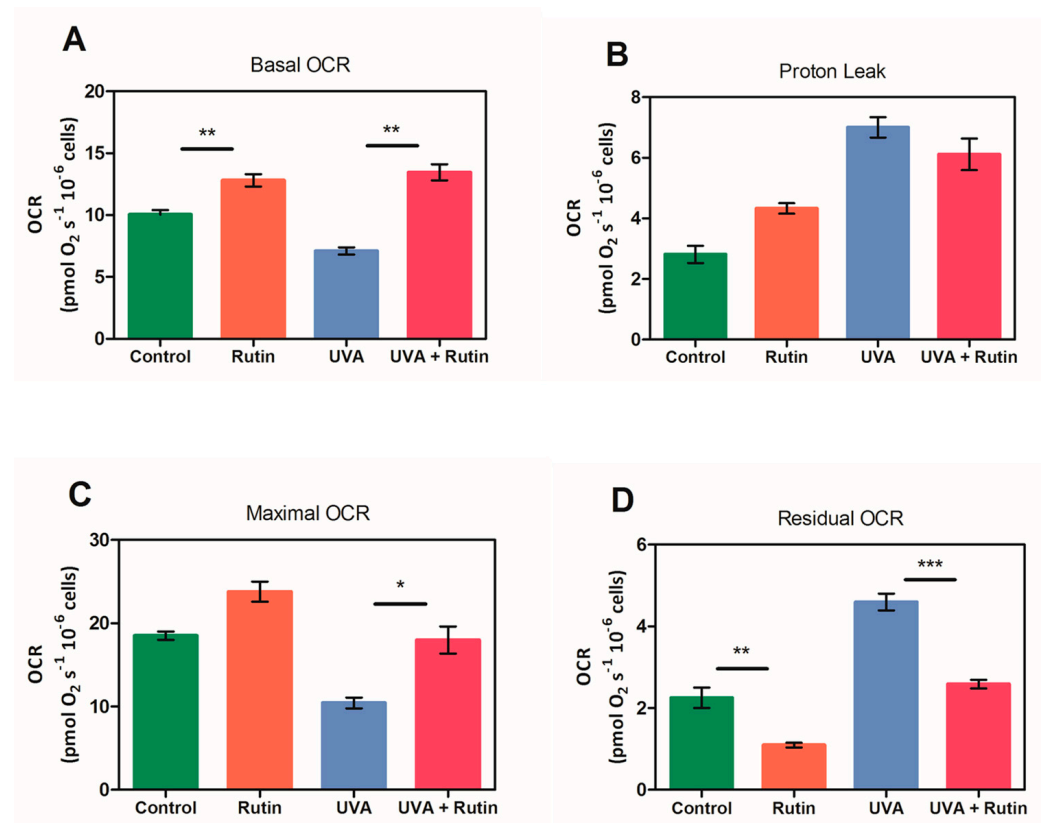 A
Basal OCR
OCR
(pmol O₂ s⁻¹ 10⁻⁶ cells)
20
15
10
5
0
**
**
Control Rutin UVA UVA + Rutin
B
Proton Leak
OCR
(pmol O₂ s⁻¹ 10⁻⁶ cells)
8
6
4
2
0
Control Rutin UVA UVA + Rutin
C
Maximal OCR
OCR
(pmol O₂ s⁻¹ 10⁻⁶ cells)
30
20
10
0
*
Control Rutin UVA UVA + Rutin
D
Residual OCR
OCR
(pmol O₂ s⁻¹ 10⁻⁶ cells)
6
4
2
0
**
***
Control Rutin UVA UVA + Rutin